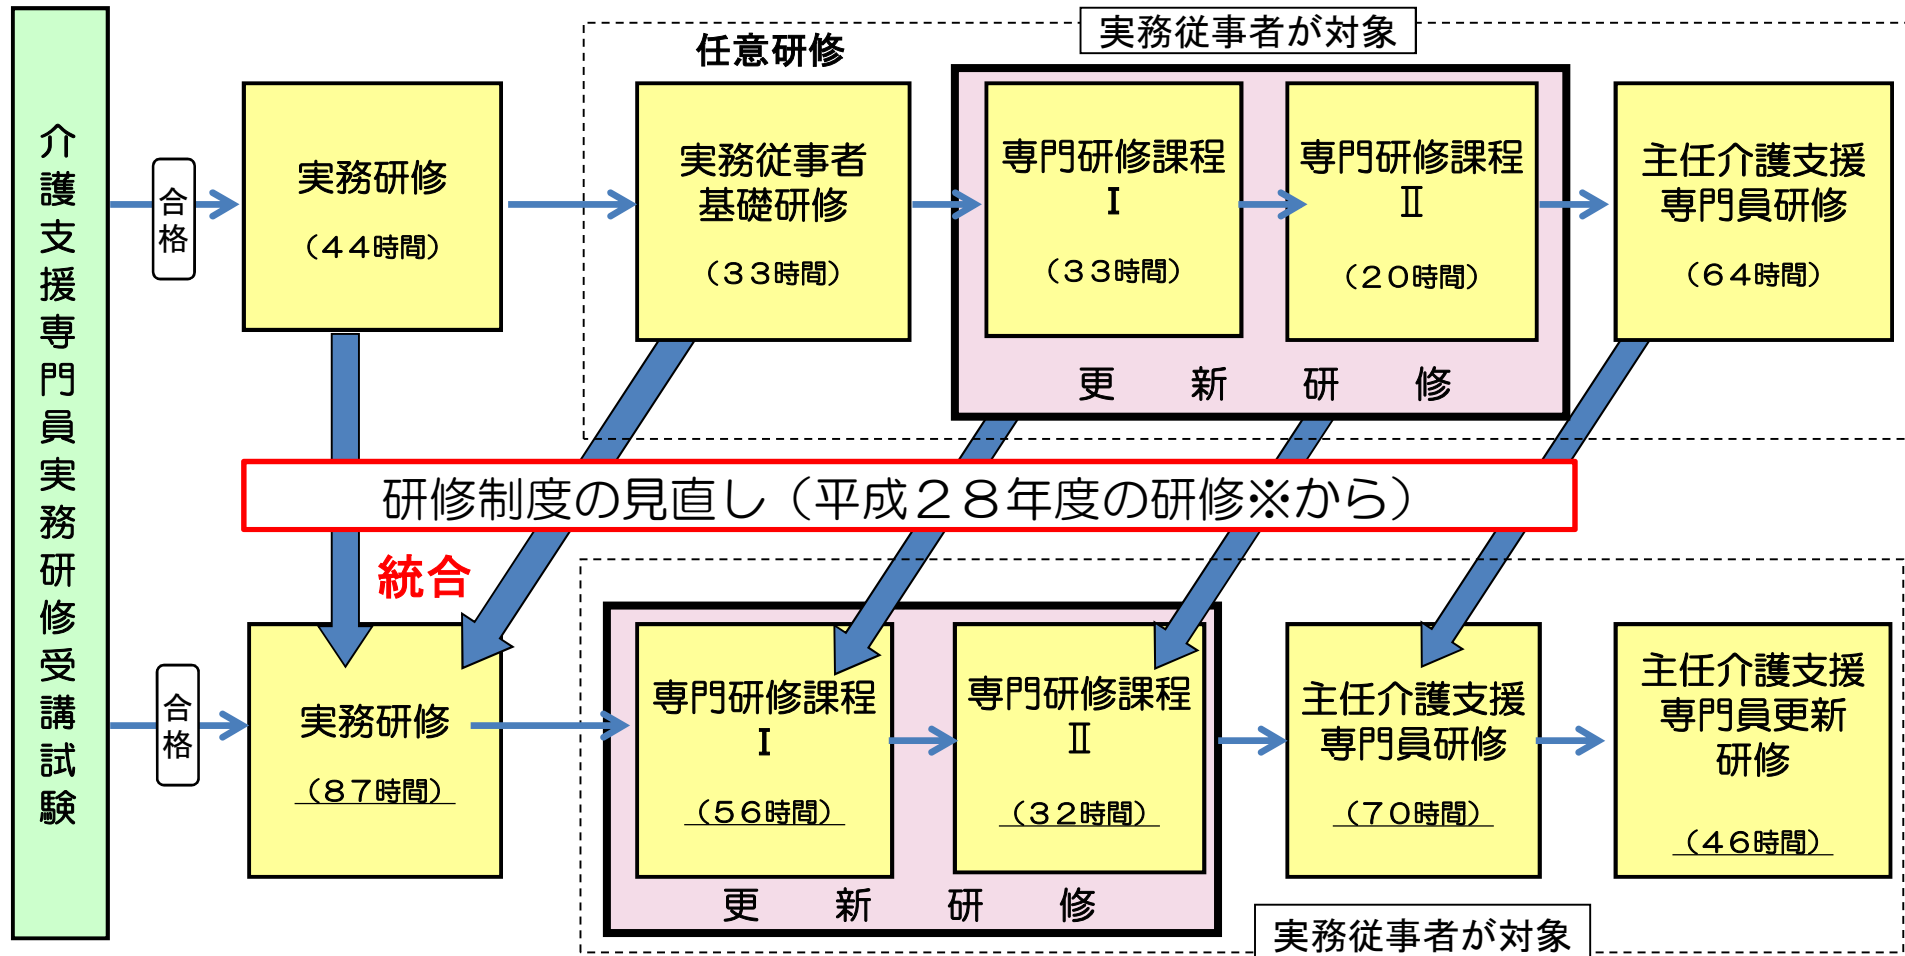 介護支援専門員実務研修受講試験
実務従事者が対象
任意研修
合格
実務研修
（４４時間）
実務従事者
基礎研修
（３３時間）
専門研修課程
Ⅰ
（３３時間）
専門研修課程
Ⅱ
（２０時間）
更新研修
主任介護支援
専門員研修
（６４時間）
研修制度の見直し（平成２８年度の研修※から）
統合
合格
実務研修
（８７時間）
専門研修課程
Ⅰ
（５６時間）
専門研修課程
Ⅱ
（３２時間）
更新研修
主任介護支援
専門員研修
（７０時間）
主任介護支援
専門員更新
研修
（４６時間）
実務従事者が対象